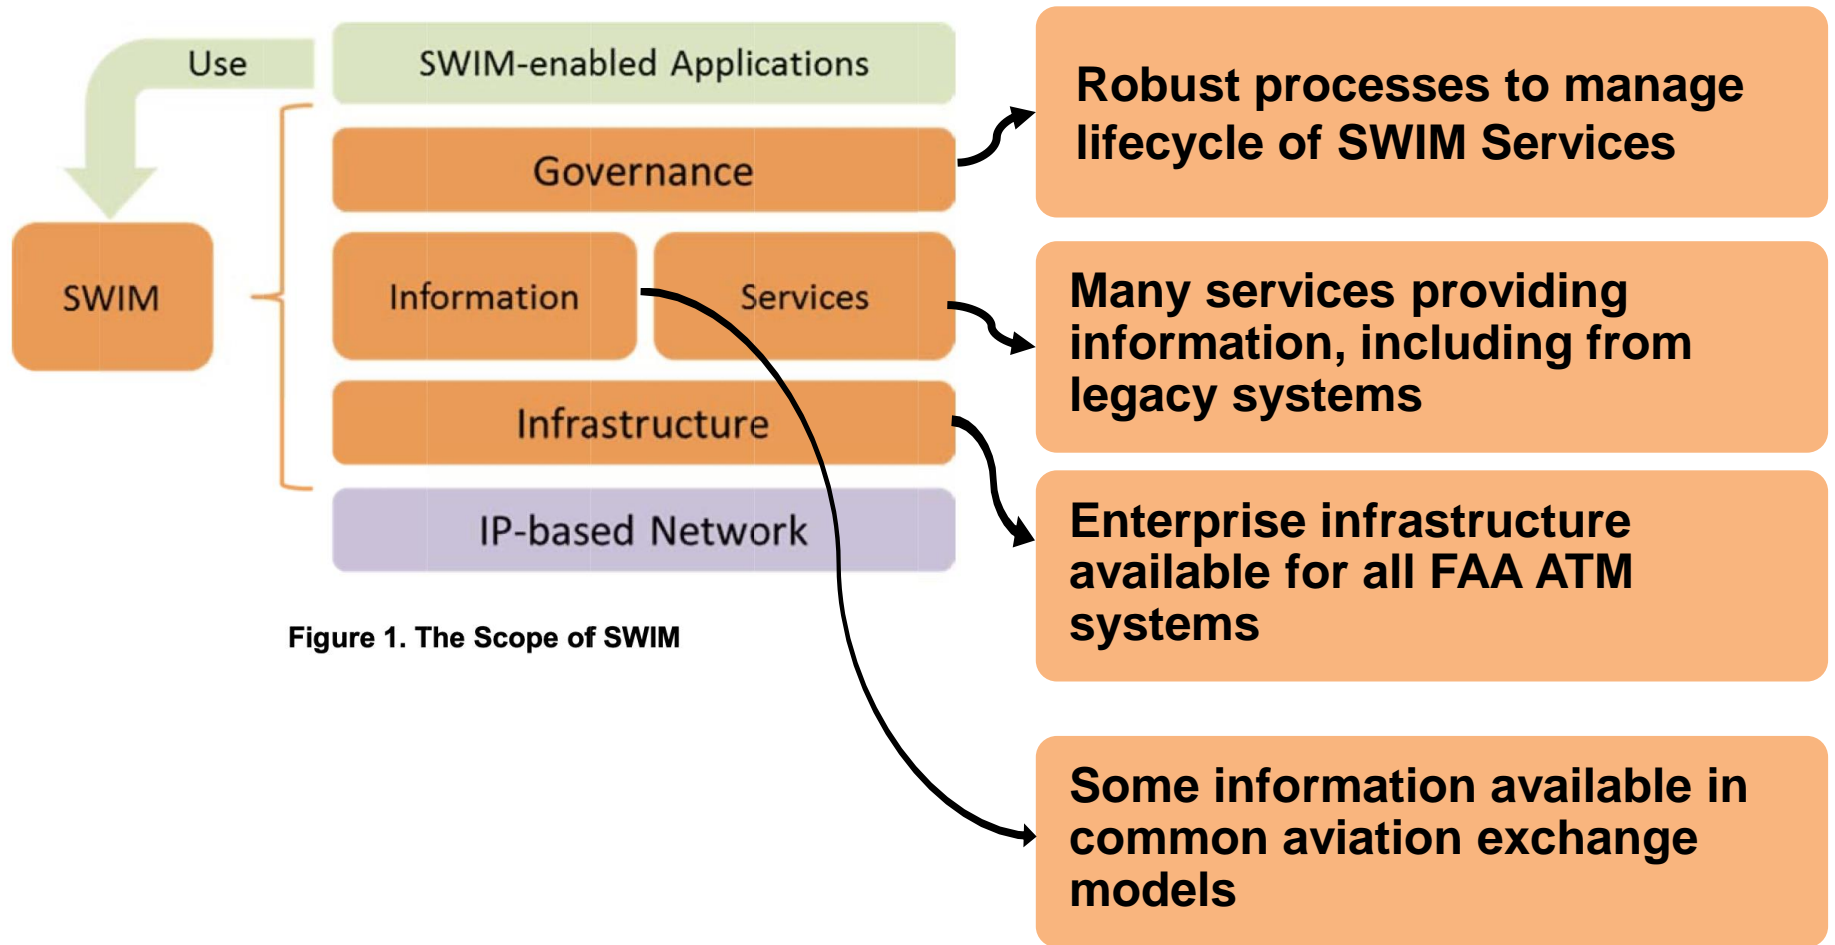 Use
SWIM-enabled Applications
Governance
SWIM
Information
Services
Infrastructure
IP-based Network
Figure 1. The Scope of SWIM
Robust processes to manage
lifecycle of SWIM Services
Many services providing
information, including from
legacy systems
Enterprise infrastructure
available for all FAA ATM
systems
Some information available in
common aviation exchange
models